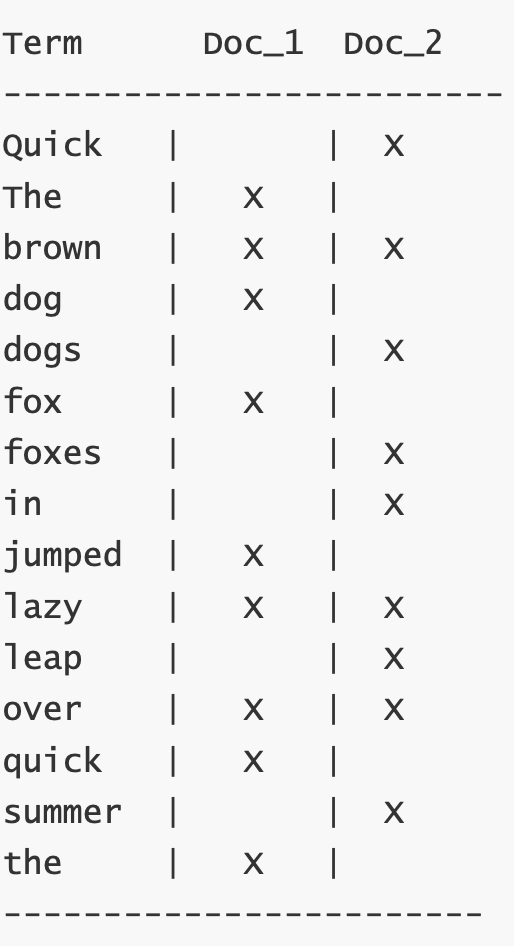 Term      Doc_1  Doc_2
-------------------------
Quick   |       |  X
The     |   X   |
brown   |   X   |  X
dog     |   X   |
dogs    |       |  X
fox     |   X   |
foxes   |       |  X
in      |       |  X
jumped  |   X   |
lazy    |   X   |  X
leap    |       |  X
over    |   X   |  X
quick   |   X   |
summer  |       |  X
the     |   X   |
------------------------